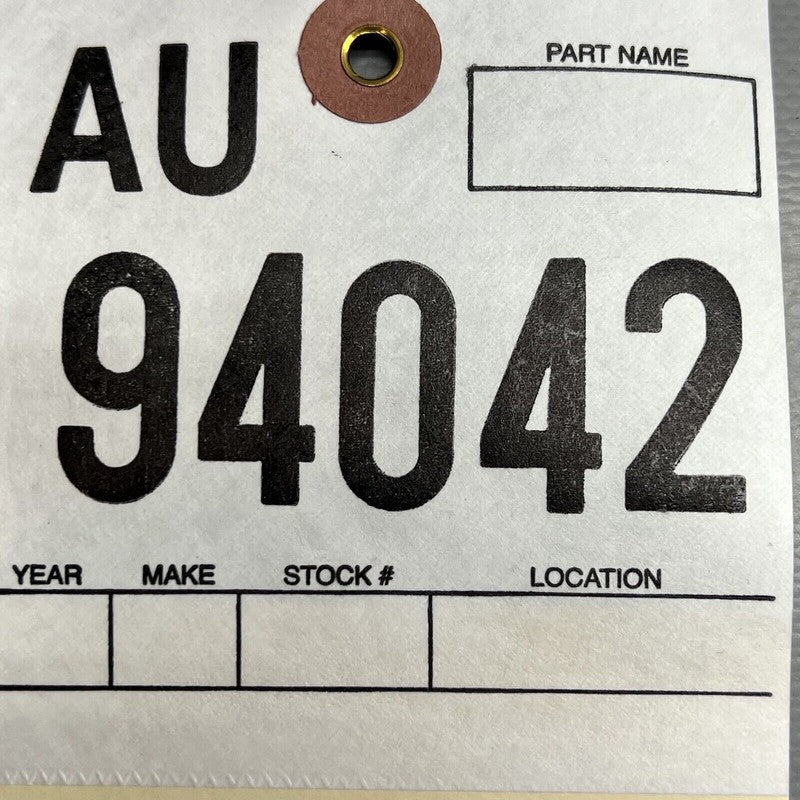 AU
PART NAME
94042
YEAR MAKE STOCK # LOCATION